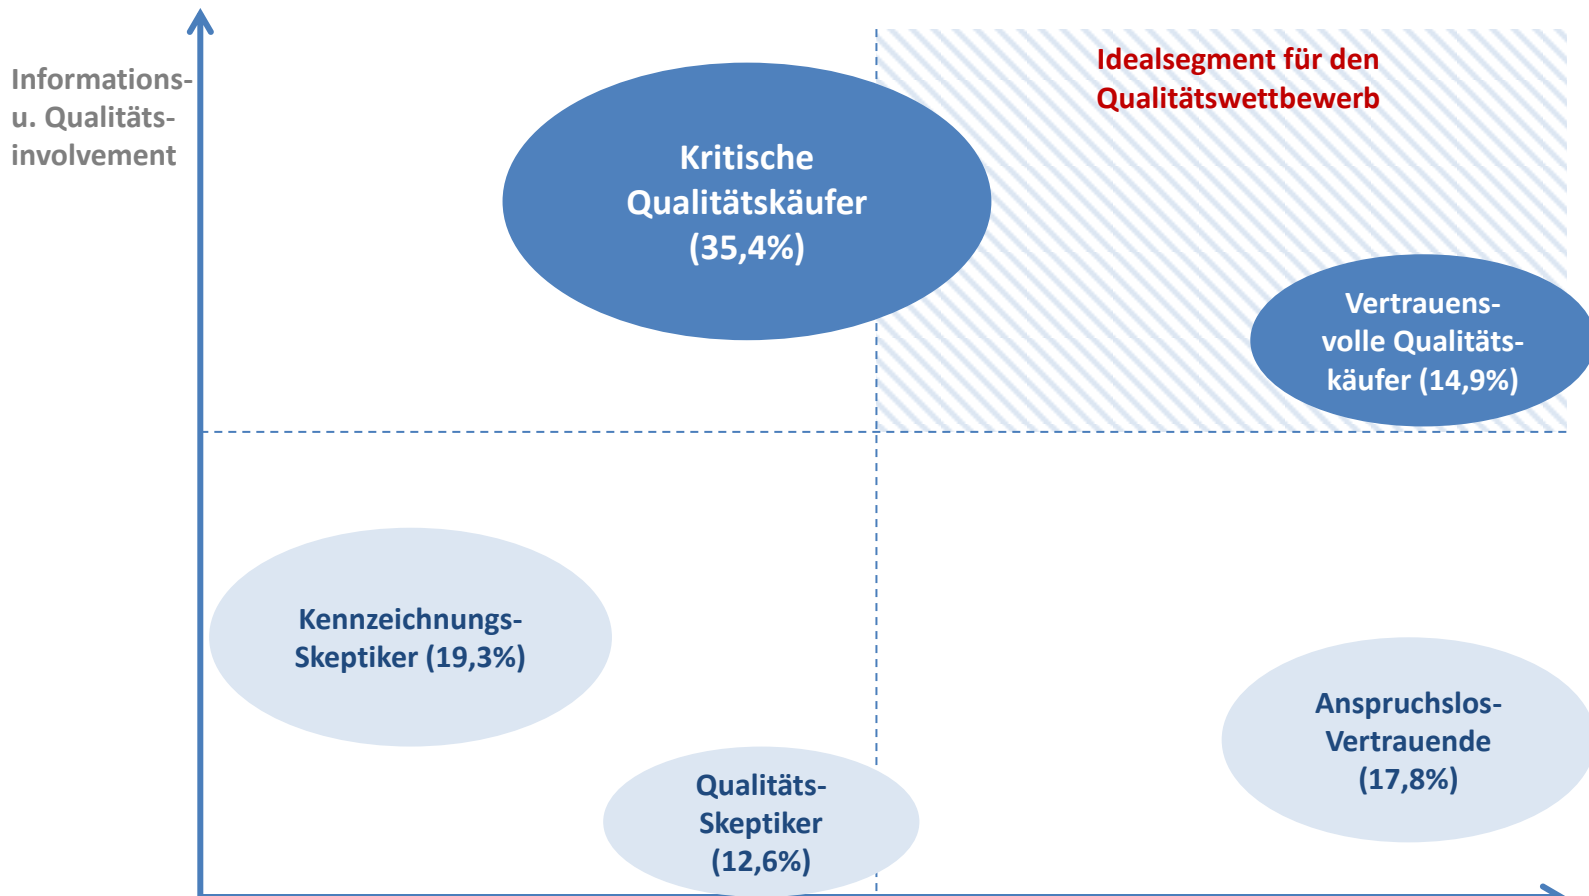 Informations-
u. Qualitäts-
involvement
Idealsegment für den
Qualitätswettbewerb
Kritische
Qualitätskäufer
(35,4%)
Vertrauens-
volle Qualitäts-
käufer (14,9%)
Kennzeichnungs-
Skeptiker (19,3%)
Qualitäts-
Skeptiker
(12,6%)
Anspruchslos-
Vertrauende
(17,8%)